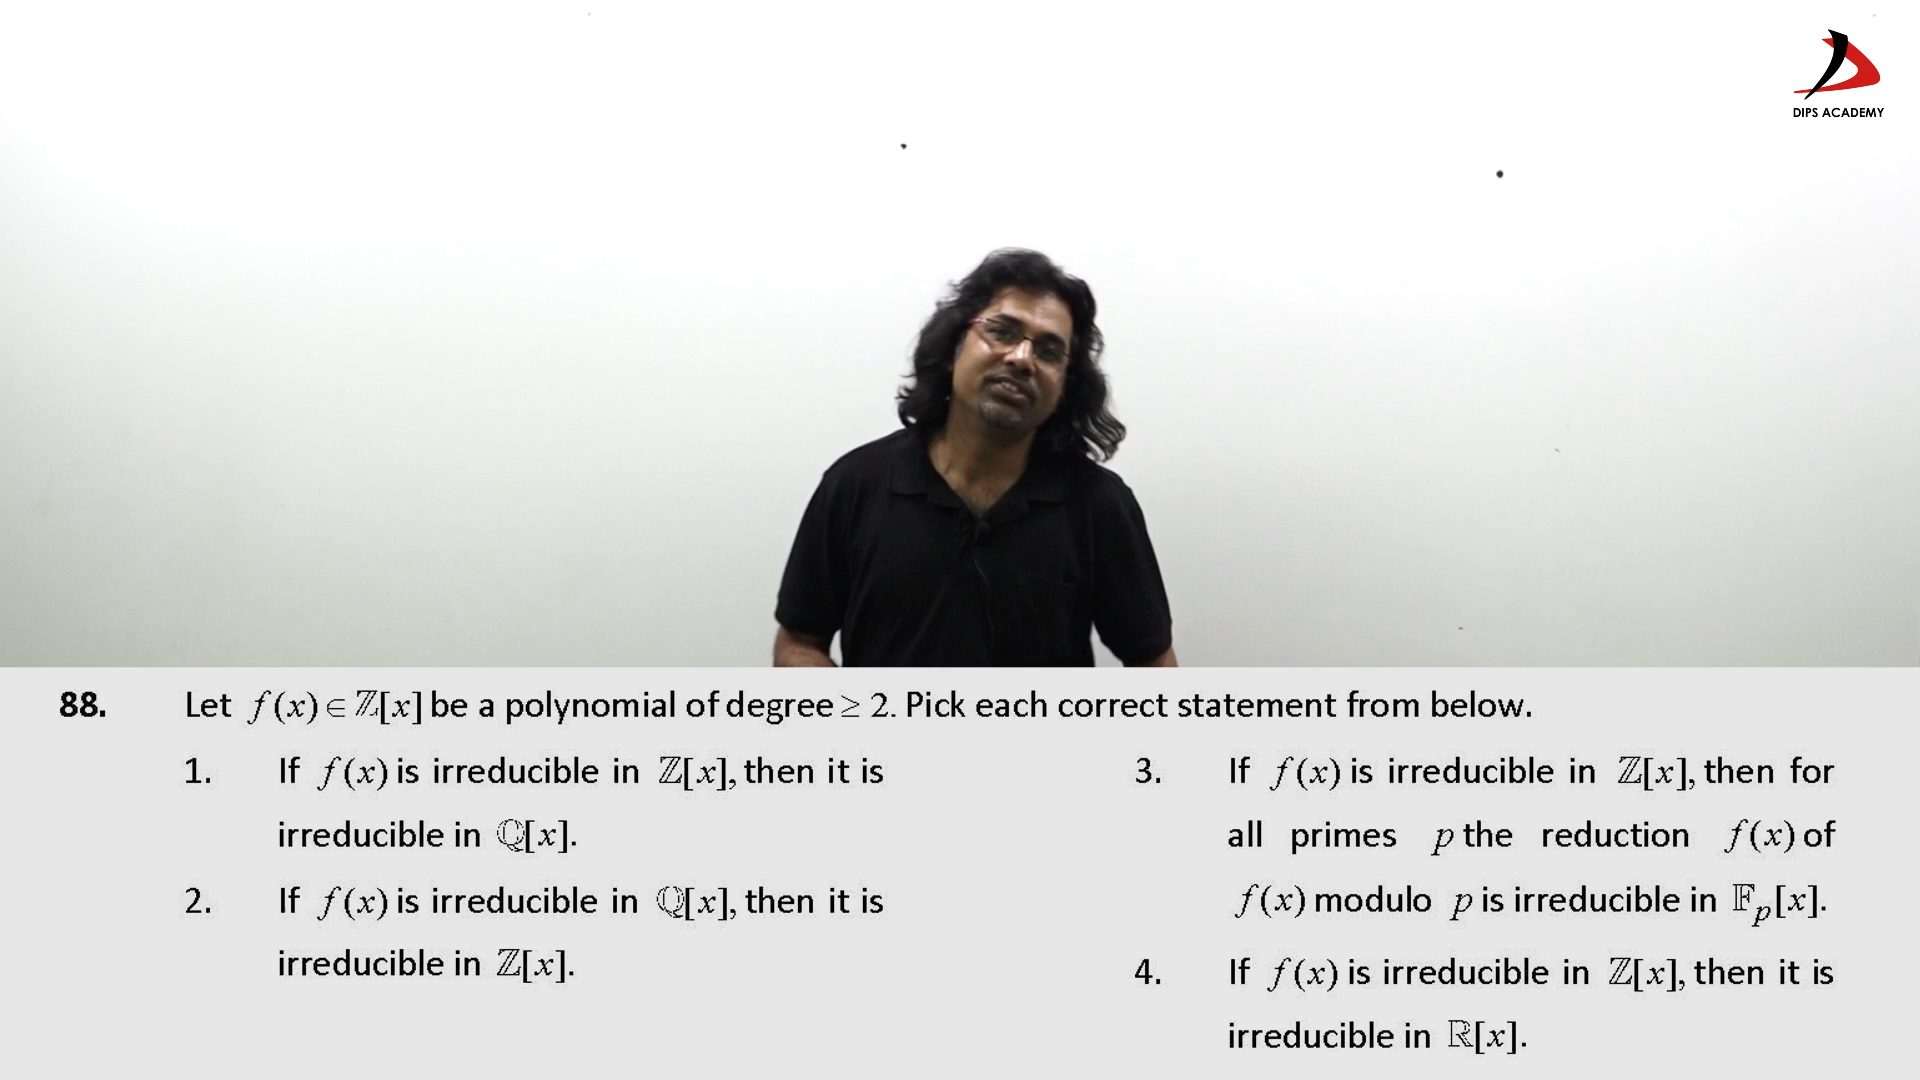 DIPS ACADEMY
88. Let f(x) ∈ ℤ[x] be a polynomial of degree ≥ 2. Pick each correct statement from below.
1. If f(x) is irreducible in ℤ[x], then it is
irreducible in ℚ[x].
2. If f(x) is irreducible in ℚ[x], then it is
irreducible in ℤ[x].
3. If f(x) is irreducible in ℤ[x], then for
all primes p the reduction f(x) of
f(x) modulo p is irreducible in 𝔽ₚ[x].
4. If f(x) is irreducible in ℤ[x], then it is
irreducible in ℝ[x].